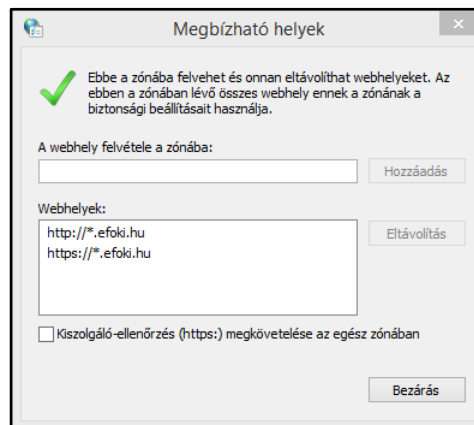 Megbízható helyek
Ebbe a zónába felvehet és onnan eltávolíthat webhelyeket. Az
ebben a zónában lévő összes webhely ennek a zónának a
biztonsági beállításait használja.
A webhely felvétele a zónába:
Hozzáadás
Webhelyek:
http://*.efoki.hu
https://*.efoki.hu
Eltávolítás
Kiszolgáló-ellenőrzés (https:) megkövetelése az egész zónában
Bezárás